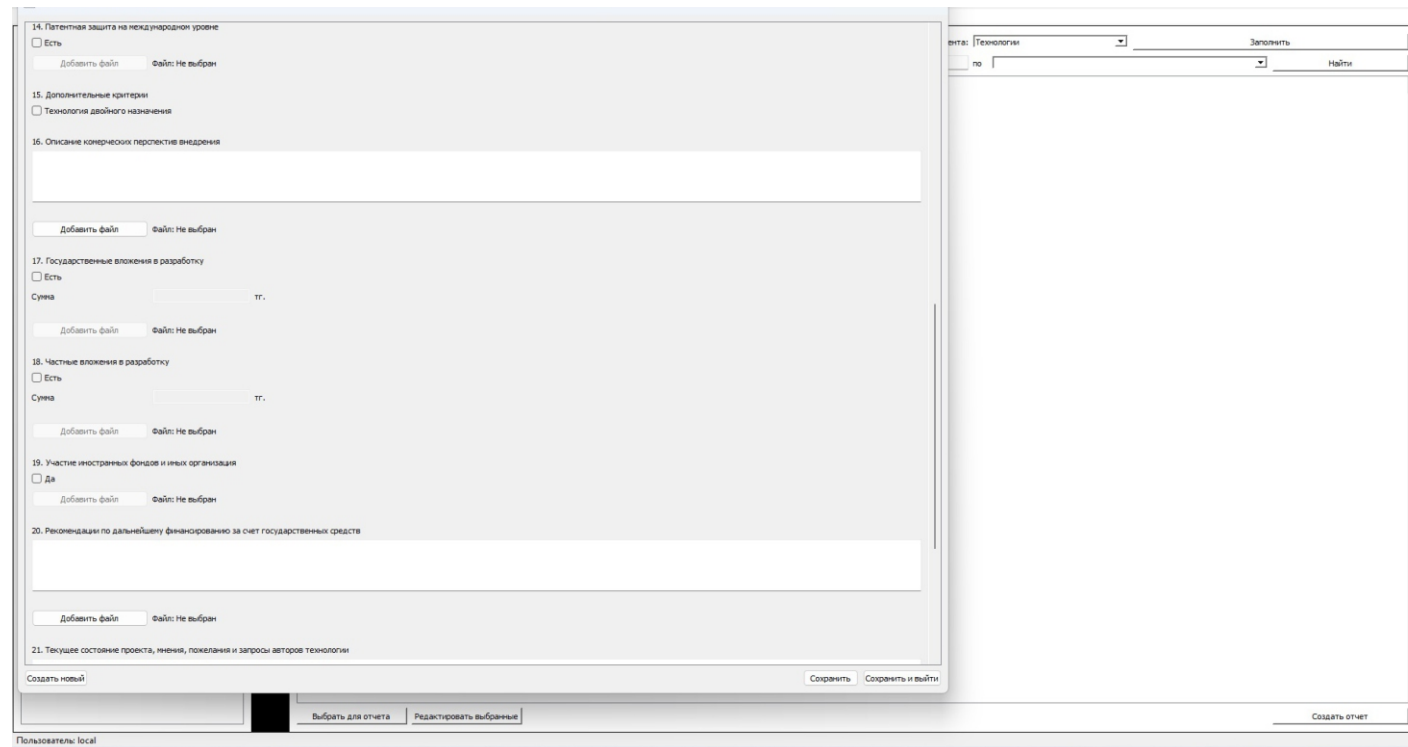 14. Патентная защита на международном уровне
Есть
Добавить файл Файл: Не выбран
15. Дополнительные критерии
Технология двойного назначения
16. Описание комерческих перспектив внедрения
Добавить файл Файл: Не выбран
17. Государственные вложения в разработку
Есть
Сумма тг.
Добавить файл Файл: Не выбран
18. Частные вложения в разработку
Есть
Сумма тг.
Добавить файл Файл: Не выбран
19. Участие иностранных фондов и иных организация
Да
Добавить файл Файл: Не выбран
20. Рекомендации по дальнейшему финансированию за счет государственных средств
Добавить файл Файл: Не выбран
21. Текущее состояние проекта, мнения, пожелания и запросы авторов технологии
Создать новый Сохранить Сохранить и выйти
ента: Технологии Заполнить
по Найти
Выбрать для отчета Редактировать выбранные Создать отчет
Пользователь: local